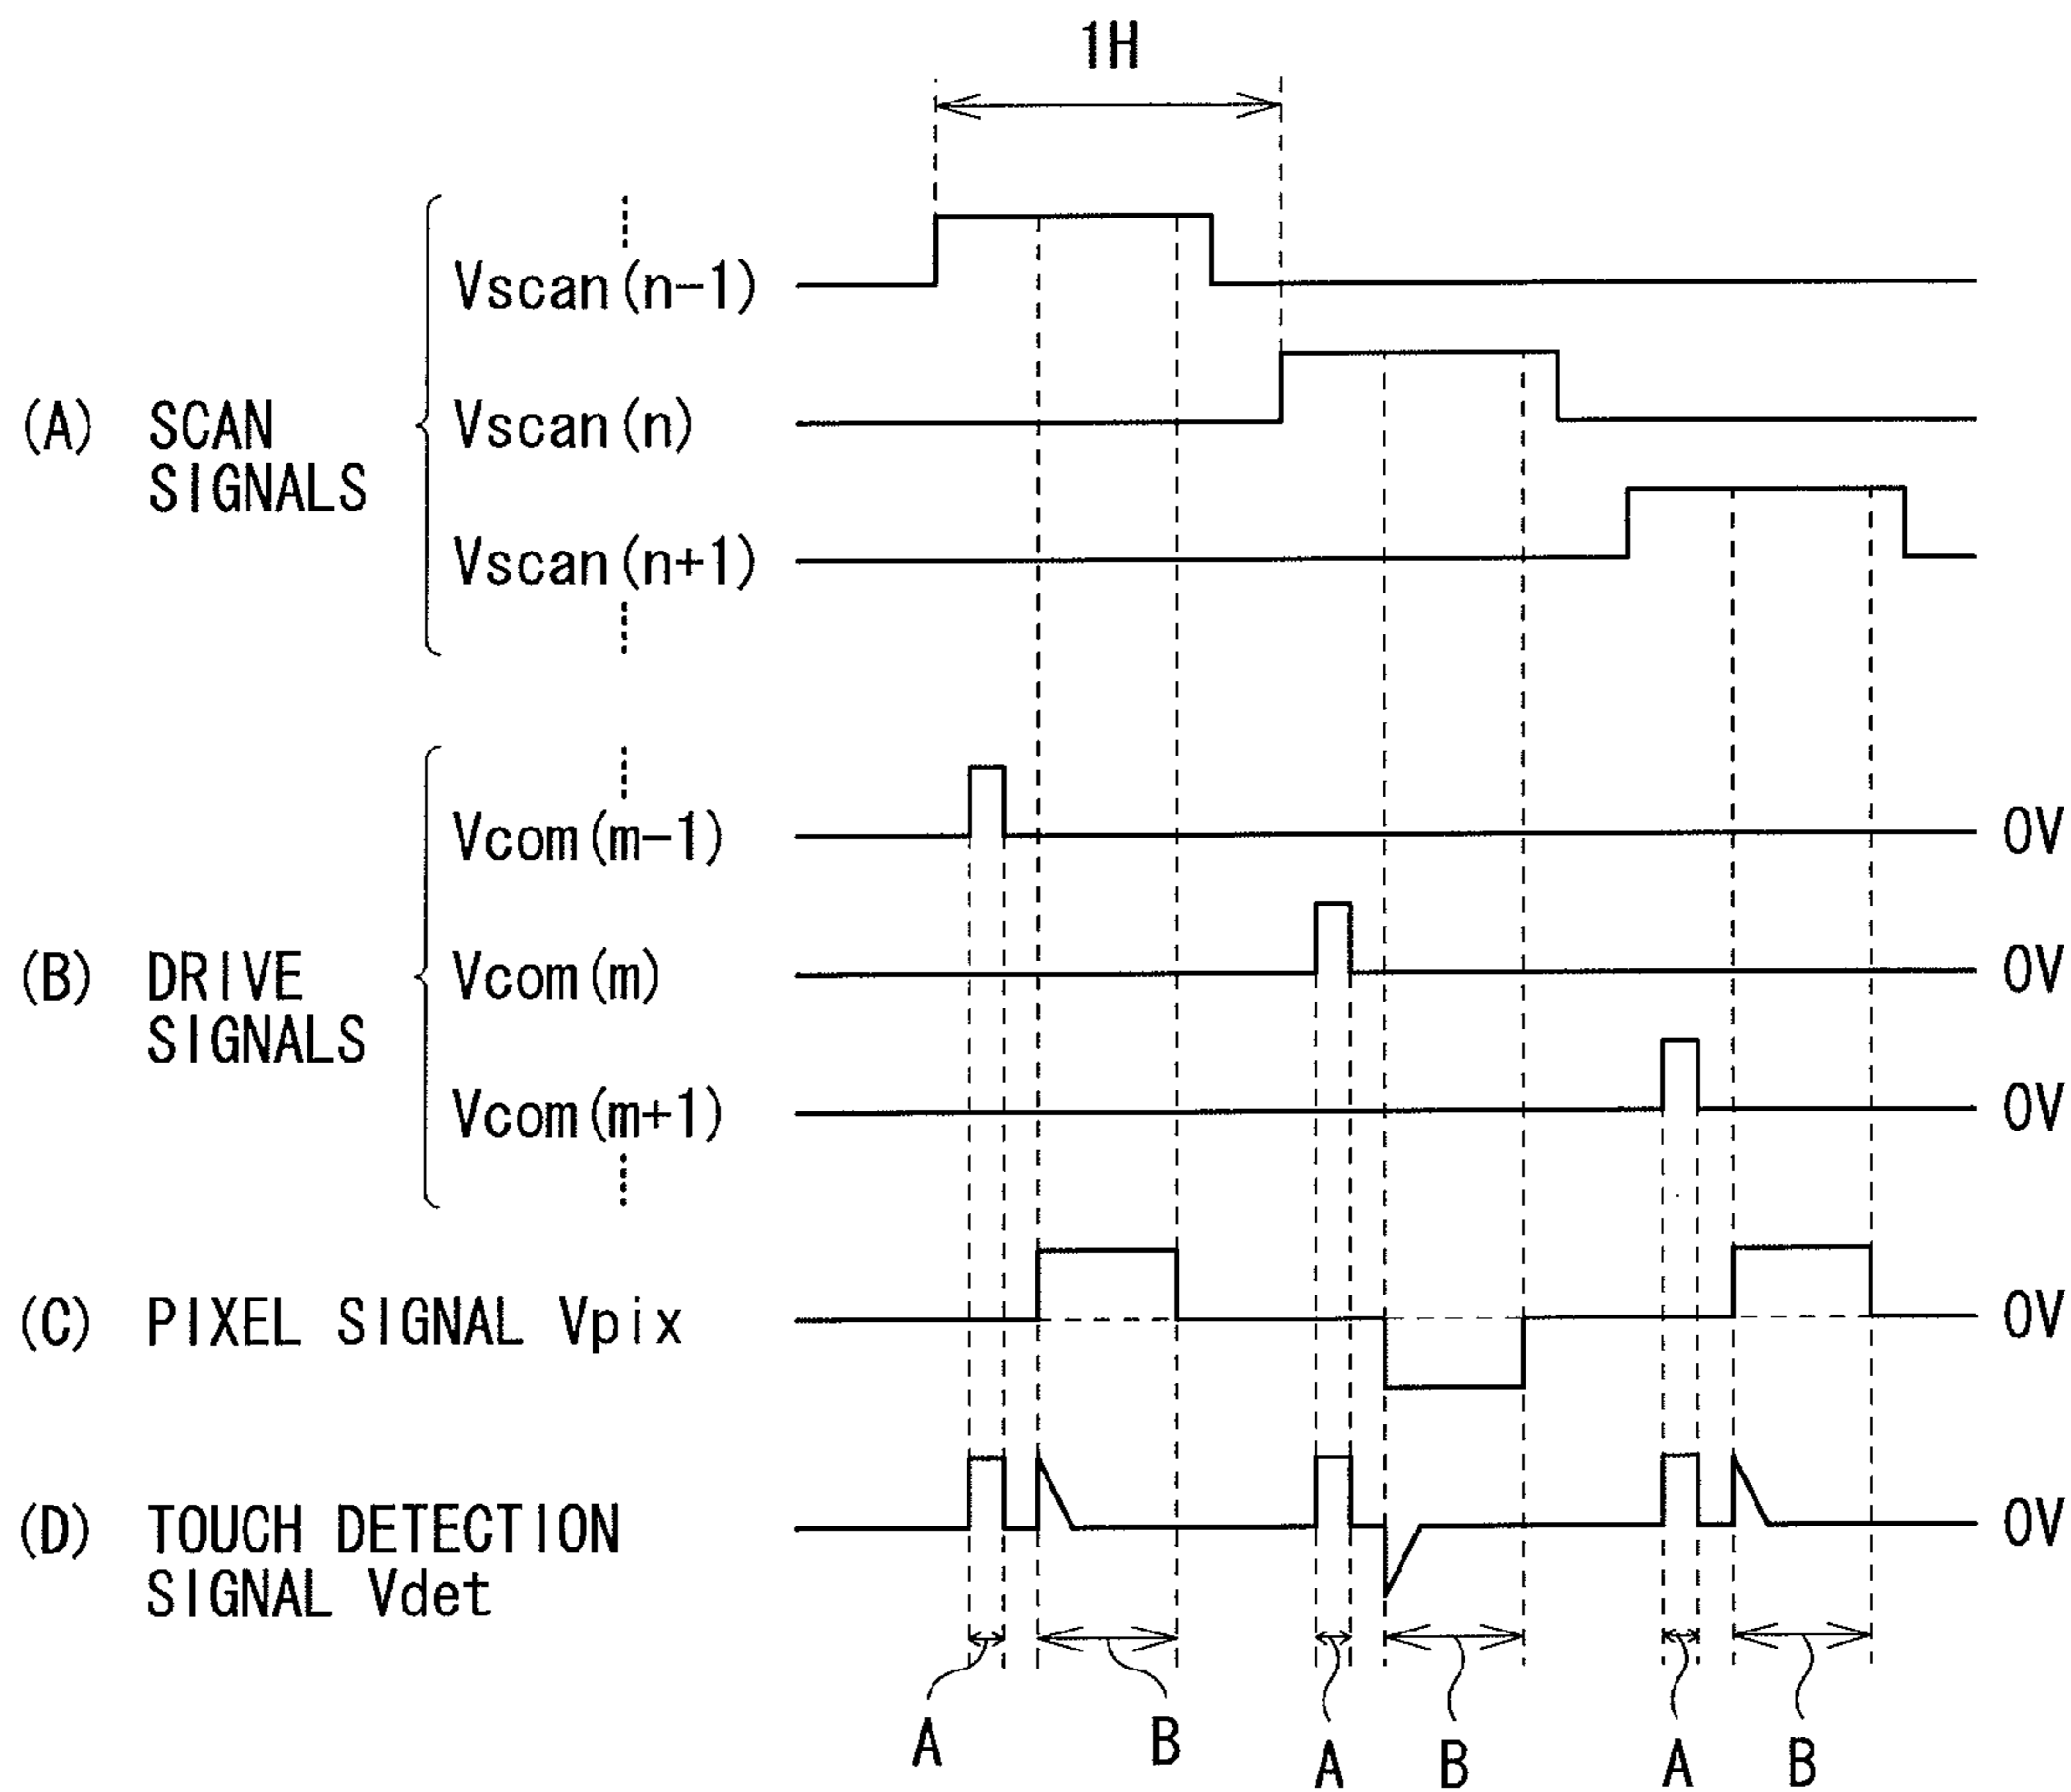 1H
Vscan(n-1)
(A) SCAN SIGNALS
Vscan(n)
Vscan(n+1)
Vcom(m-1) 0V
(B) DRIVE SIGNALS
Vcom(m) 0V
Vcom(m+1) 0V
(C) PIXEL SIGNAL Vpix 0V
(D) TOUCH DETECTION SIGNAL Vdet 0V
A B A B A B